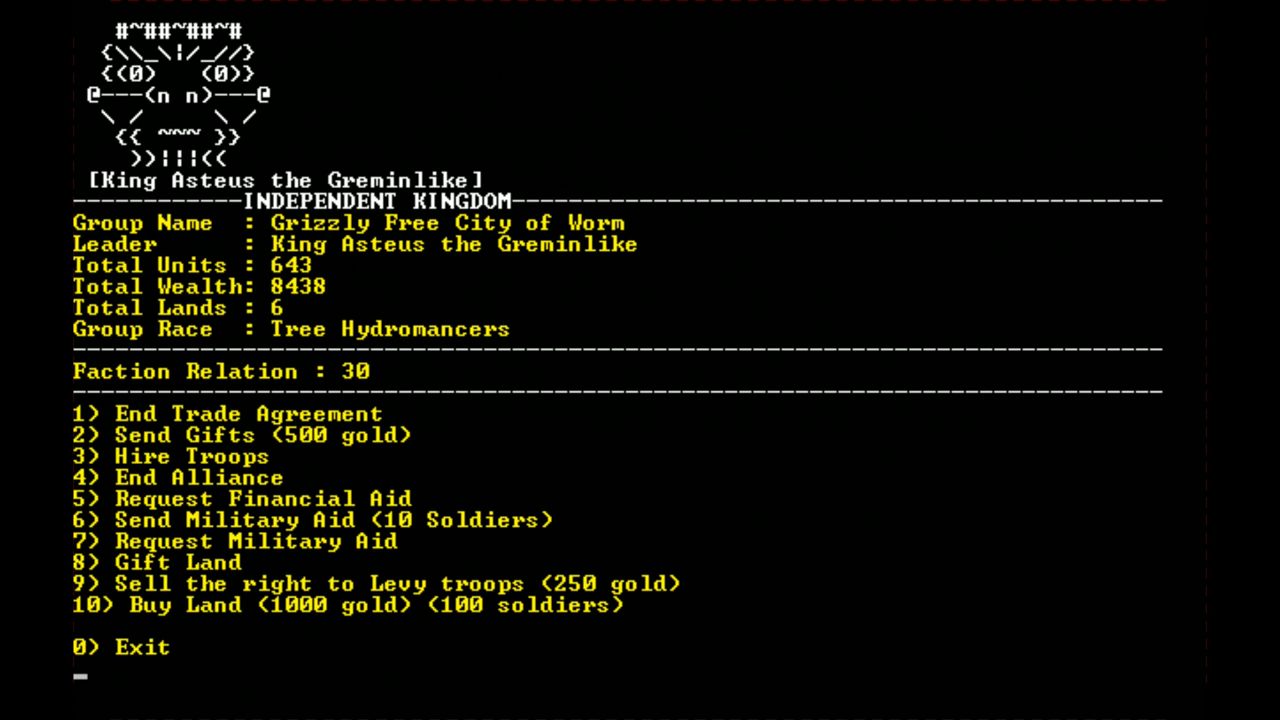 #~##~##~#
{\\_\|/_//}
{(0)   (0)}
@---(n n)---@
\ /     \ /
{{ ~~~ }}
))|||((
[King Asteus the Greminlike]
------------INDEPENDENT KINGDOM----------------------------------------------
Group Name  : Grizzly Free City of Worm
Leader      : King Asteus the Greminlike
Total Units : 643
Total Wealth: 8438
Total Lands : 6
Group Race  : Tree Hydromancers
-----------------------------------------------------------------------------
Faction Relation : 30
-----------------------------------------------------------------------------
1) End Trade Agreement
2) Send Gifts (500 gold)
3) Hire Troops
4) End Alliance
5) Request Financial Aid
6) Send Military Aid (10 Soldiers)
7) Request Military Aid
8) Gift Land
9) Sell the right to Levy troops (250 gold)
10) Buy Land (1000 gold) (100 soldiers)
0) Exit